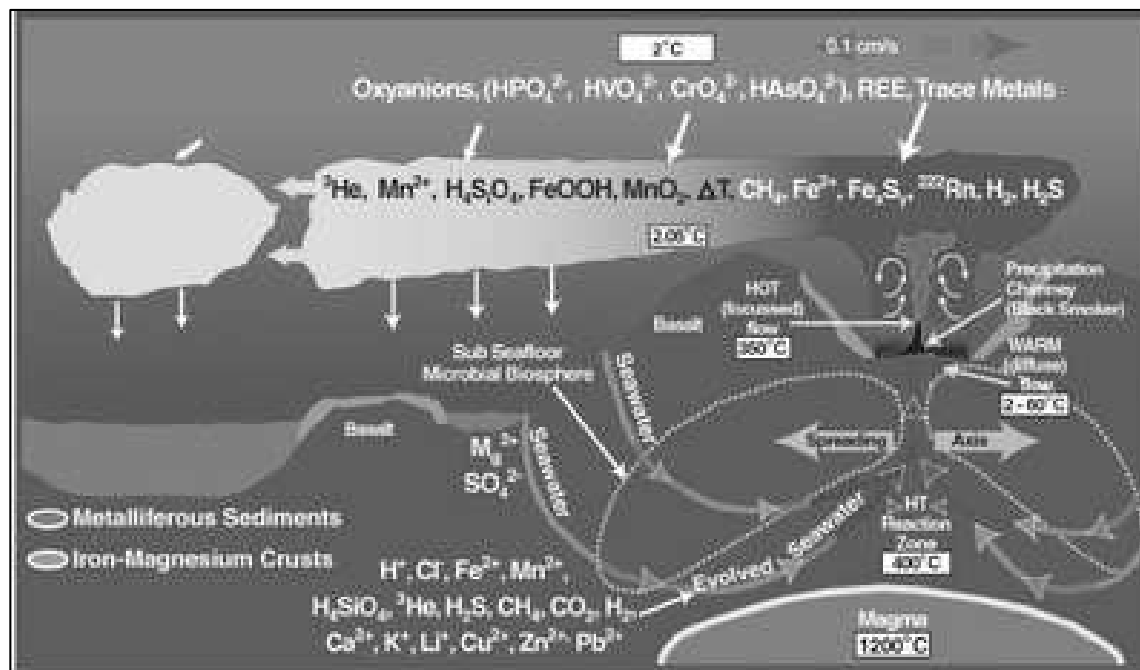 2°C
0.1 cm/s
Oxyanions, (HPO₄²⁻, HVO₄²⁻, CrO₄²⁻, HAsO₄²⁻), REE, Trace Metals
³He, Mn²⁺, H₄SiO₄, FeOOH, MnO₂, ΔT, CH₄, Fe²⁺, FeₓSᵧ, ²²²Rn, H₂, H₂S
2.05°C
HOT
(focussed)
flow
350°C
Precipitation
Chimney
(Black Smoker)
Basalt
WARM
(diffuse)
flow
2 - 60°C
Sub Seafloor
Microbial Biosphere
Seawater
Basalt
Mg²⁺
SO₄²⁻
Seawater
Spreading
Axis
HT
Reaction
Zone
400°C
Evolved Seawater
Metalliferous Sediments
Iron-Magnesium Crusts
H⁺, Cl⁻, Fe²⁺, Mn²⁺,
H₄SiO₄, ³He, H₂S, CH₄, CO₂, H₂,
Ca²⁺, K⁺, Li⁺, Cu²⁺, Zn²⁺, Pb²⁺
Magma
1200°C